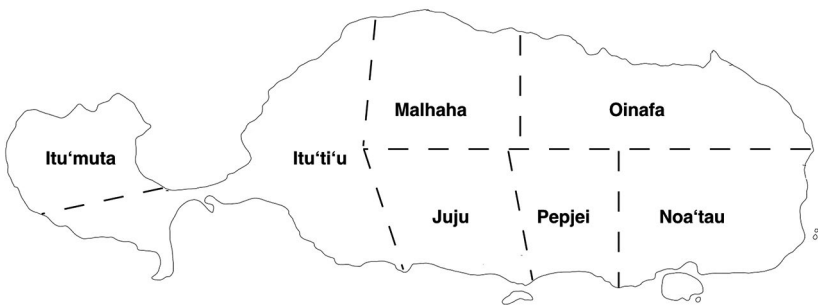 Malhaha
Oinafa
Itu‘muta
Itu‘ti‘u
Juju
Pepjei
Noa‘tau